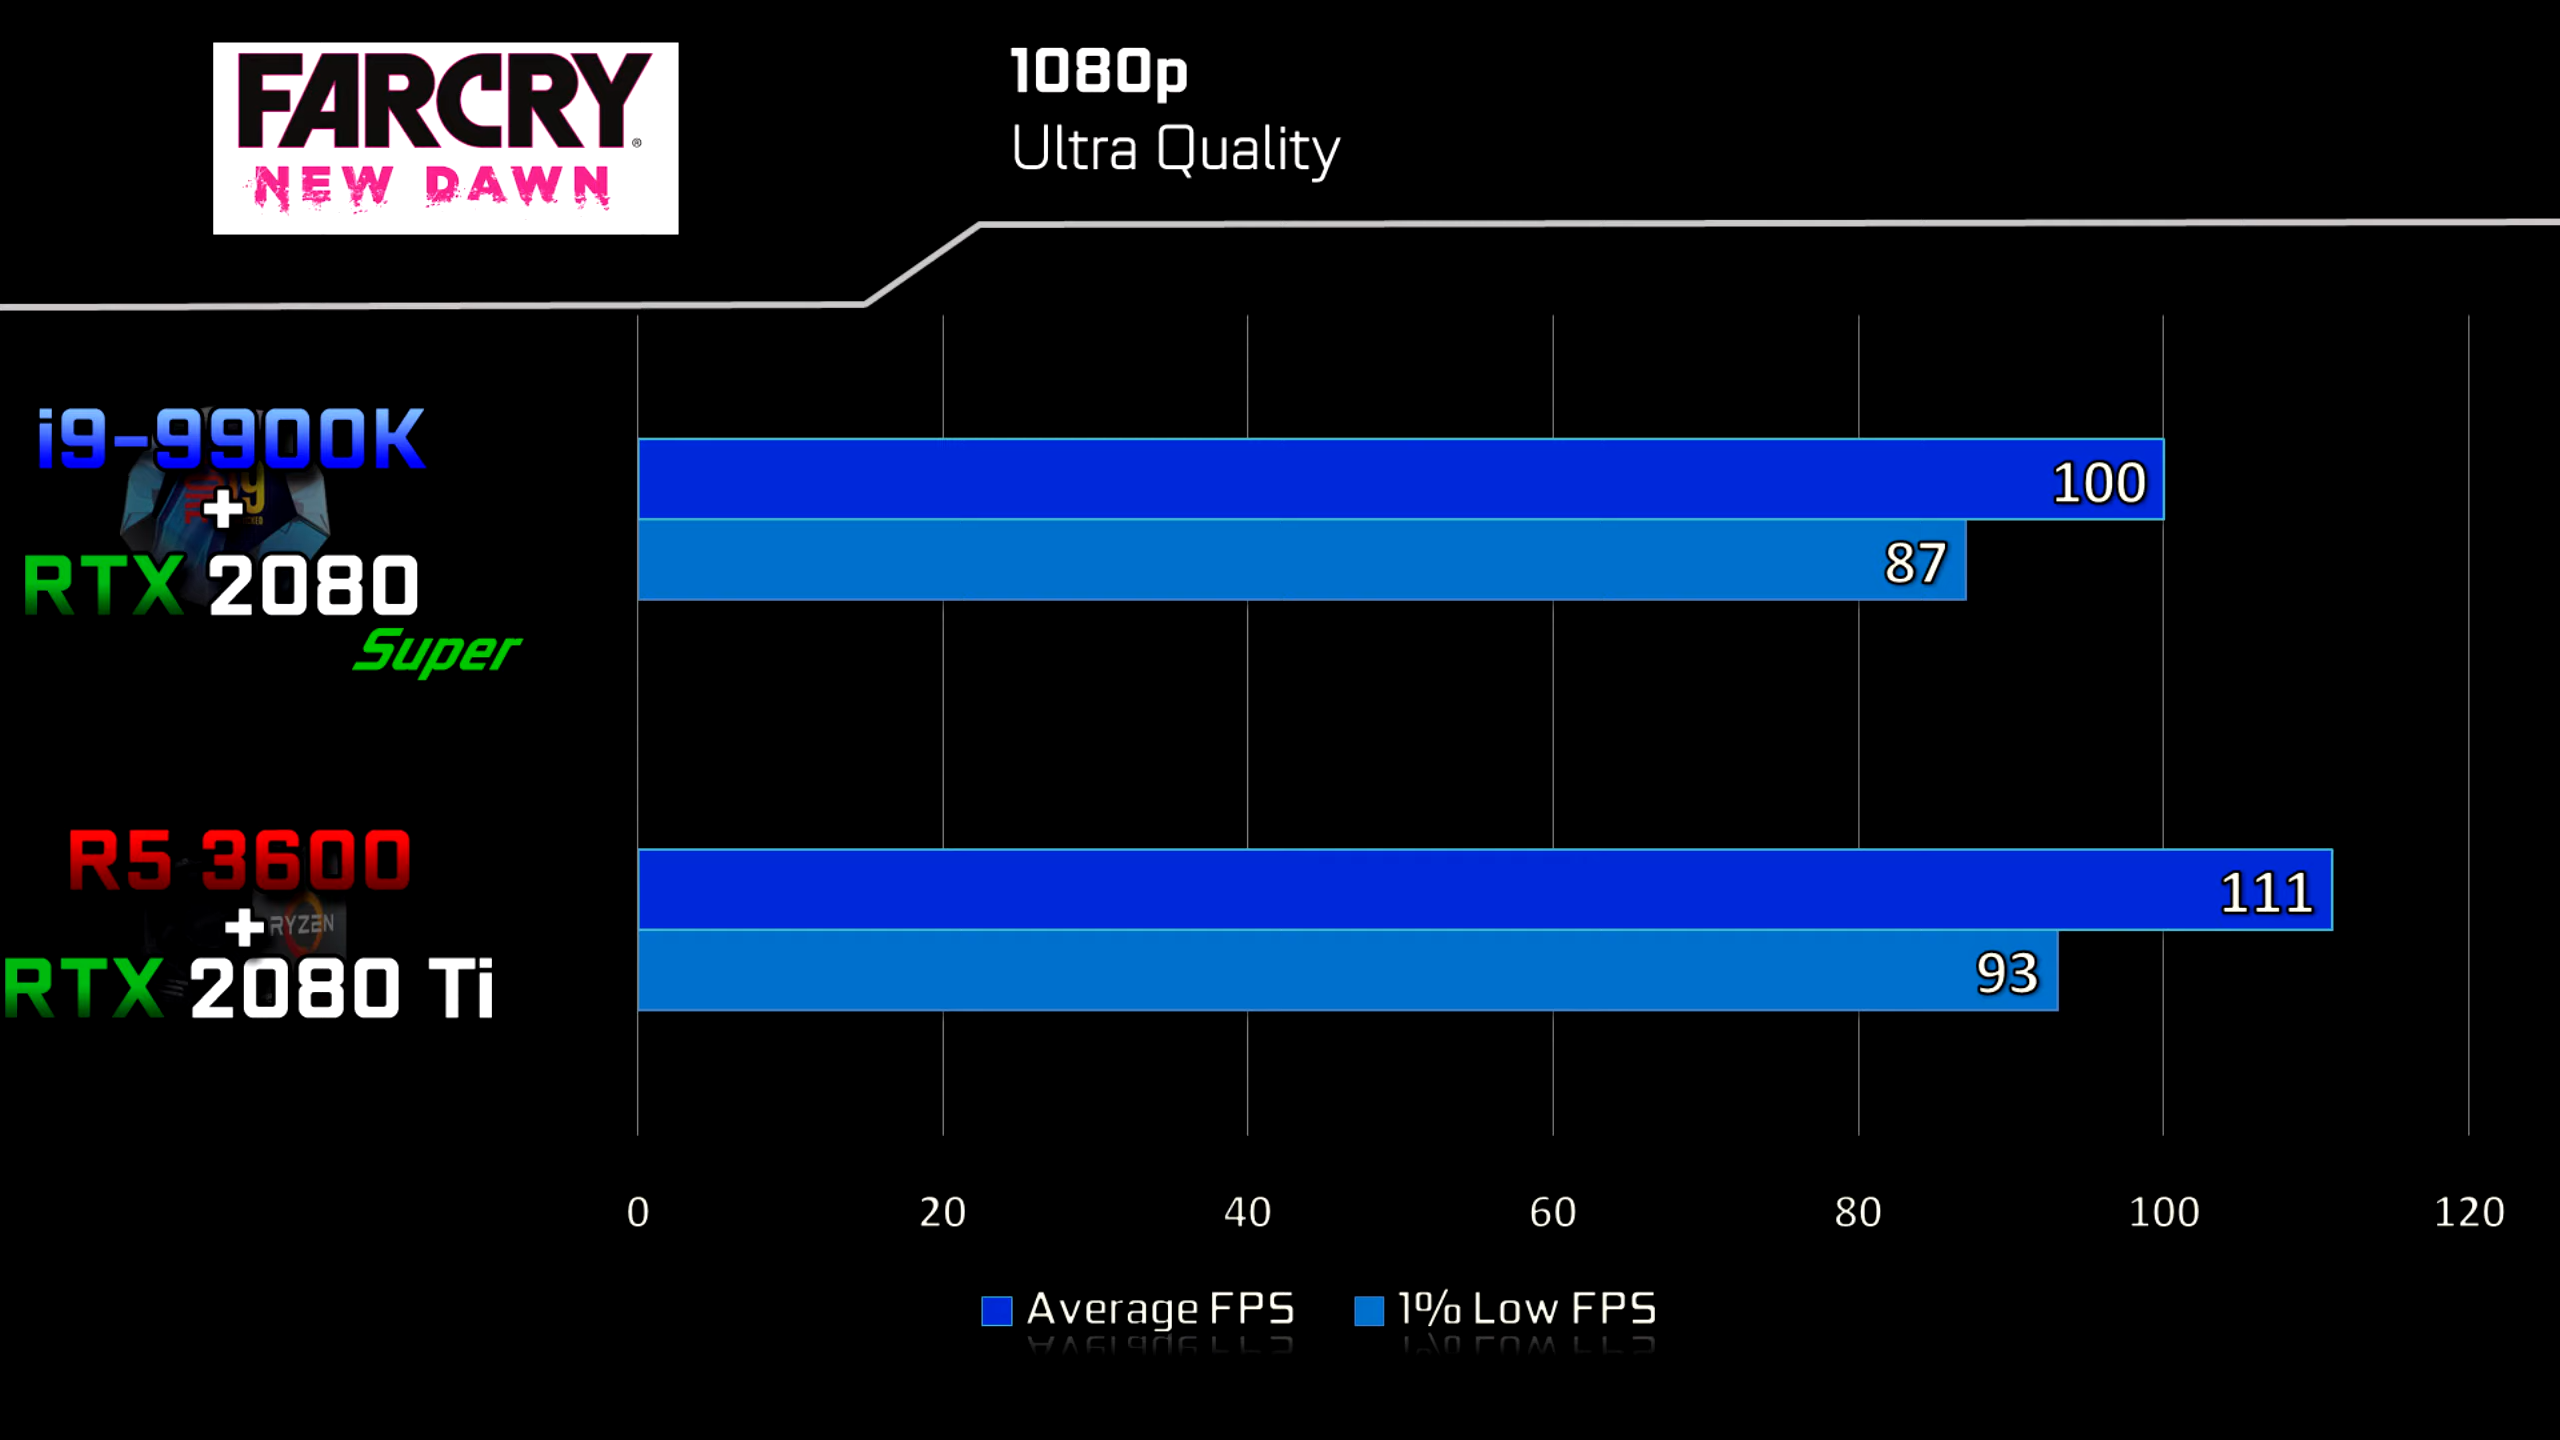 FARCRY®
NEW DAWN
1080p
Ultra Quality
i9-9900K
+
RTX 2080
Super
100
87
R5 3600
+
RYZEN
RTX 2080 Ti
111
93
0 20 40 60 80 100 120
Average FPS 1% Low FPS